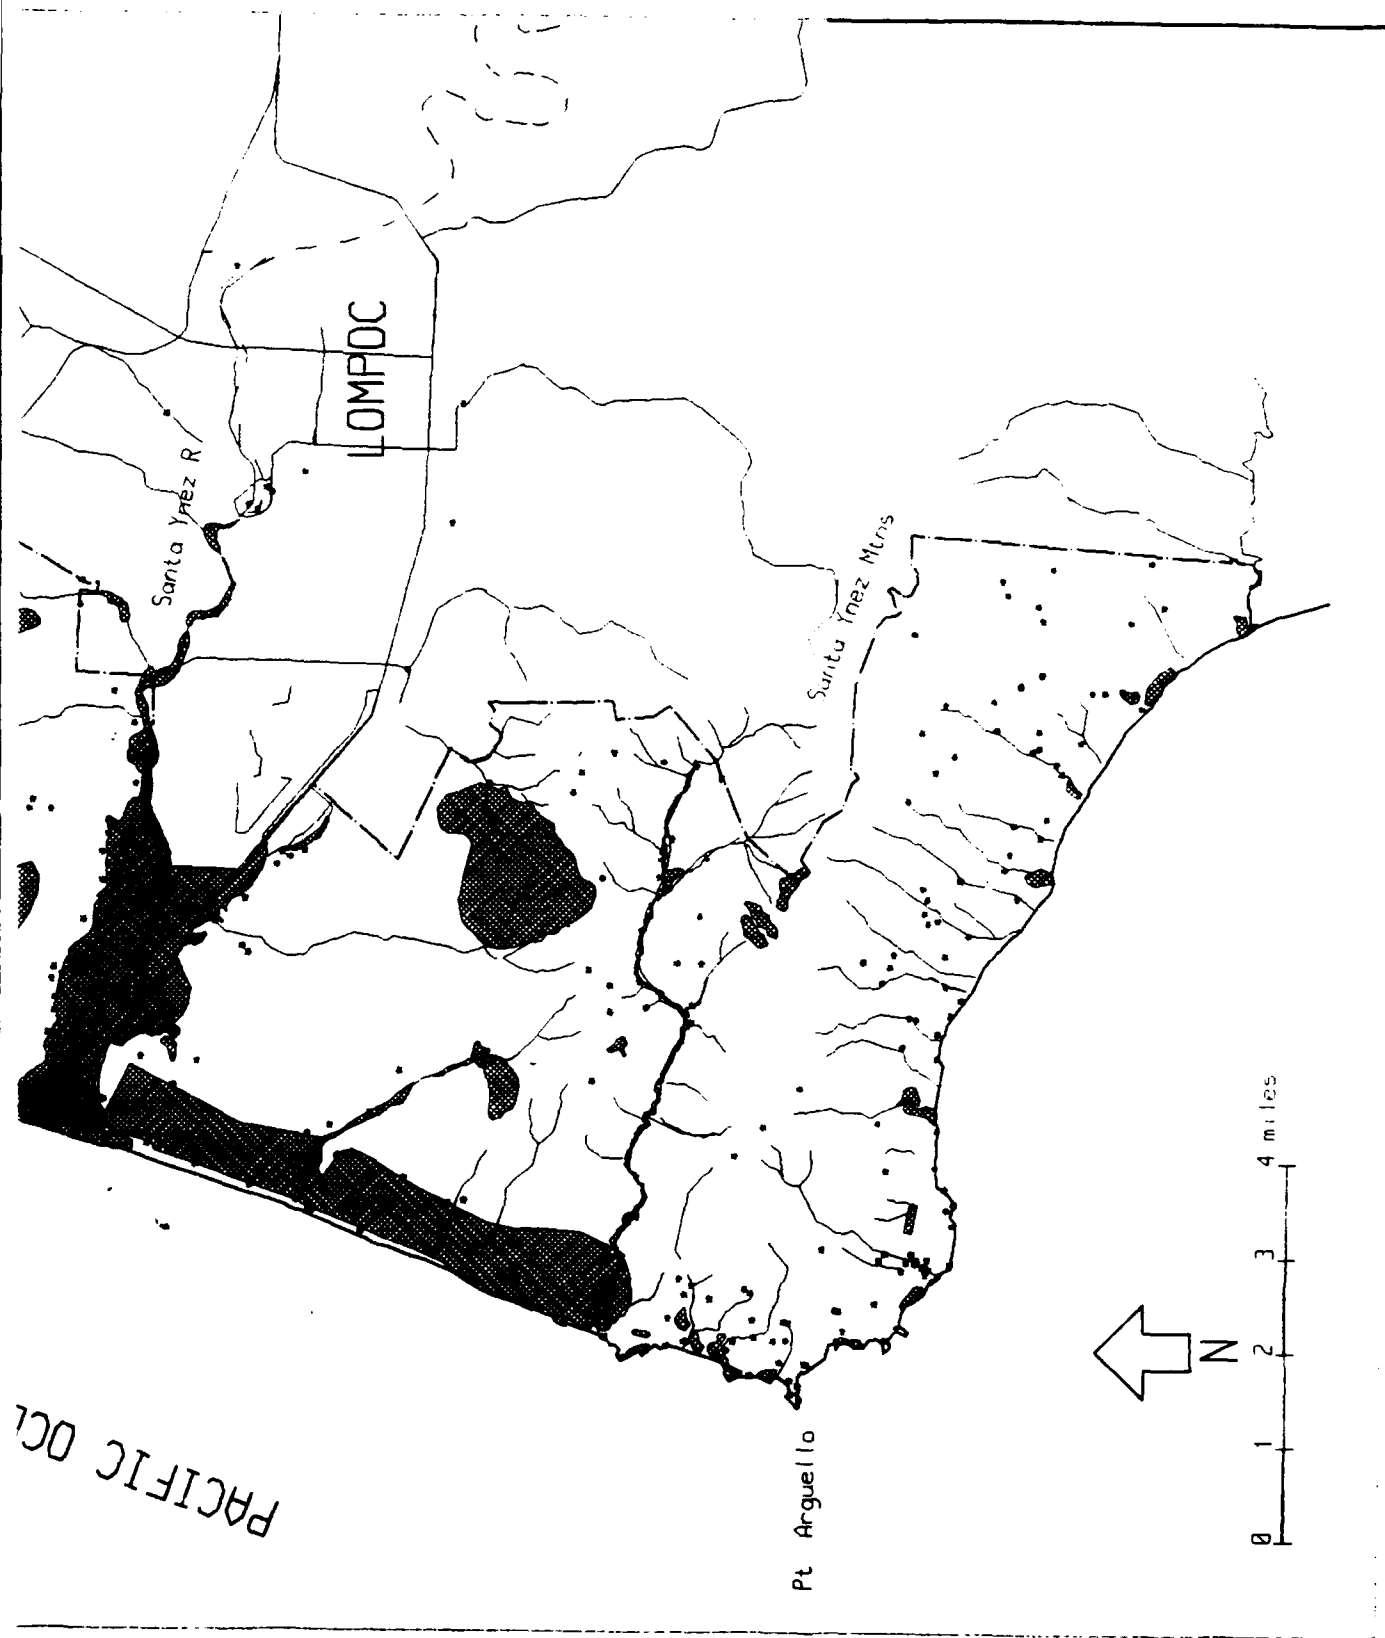 LOMPOC
Santa Ynez R
Santa Ynez Mtns
PACIFIC OC
Pt Arguello
N
0 1 2 3 4 miles